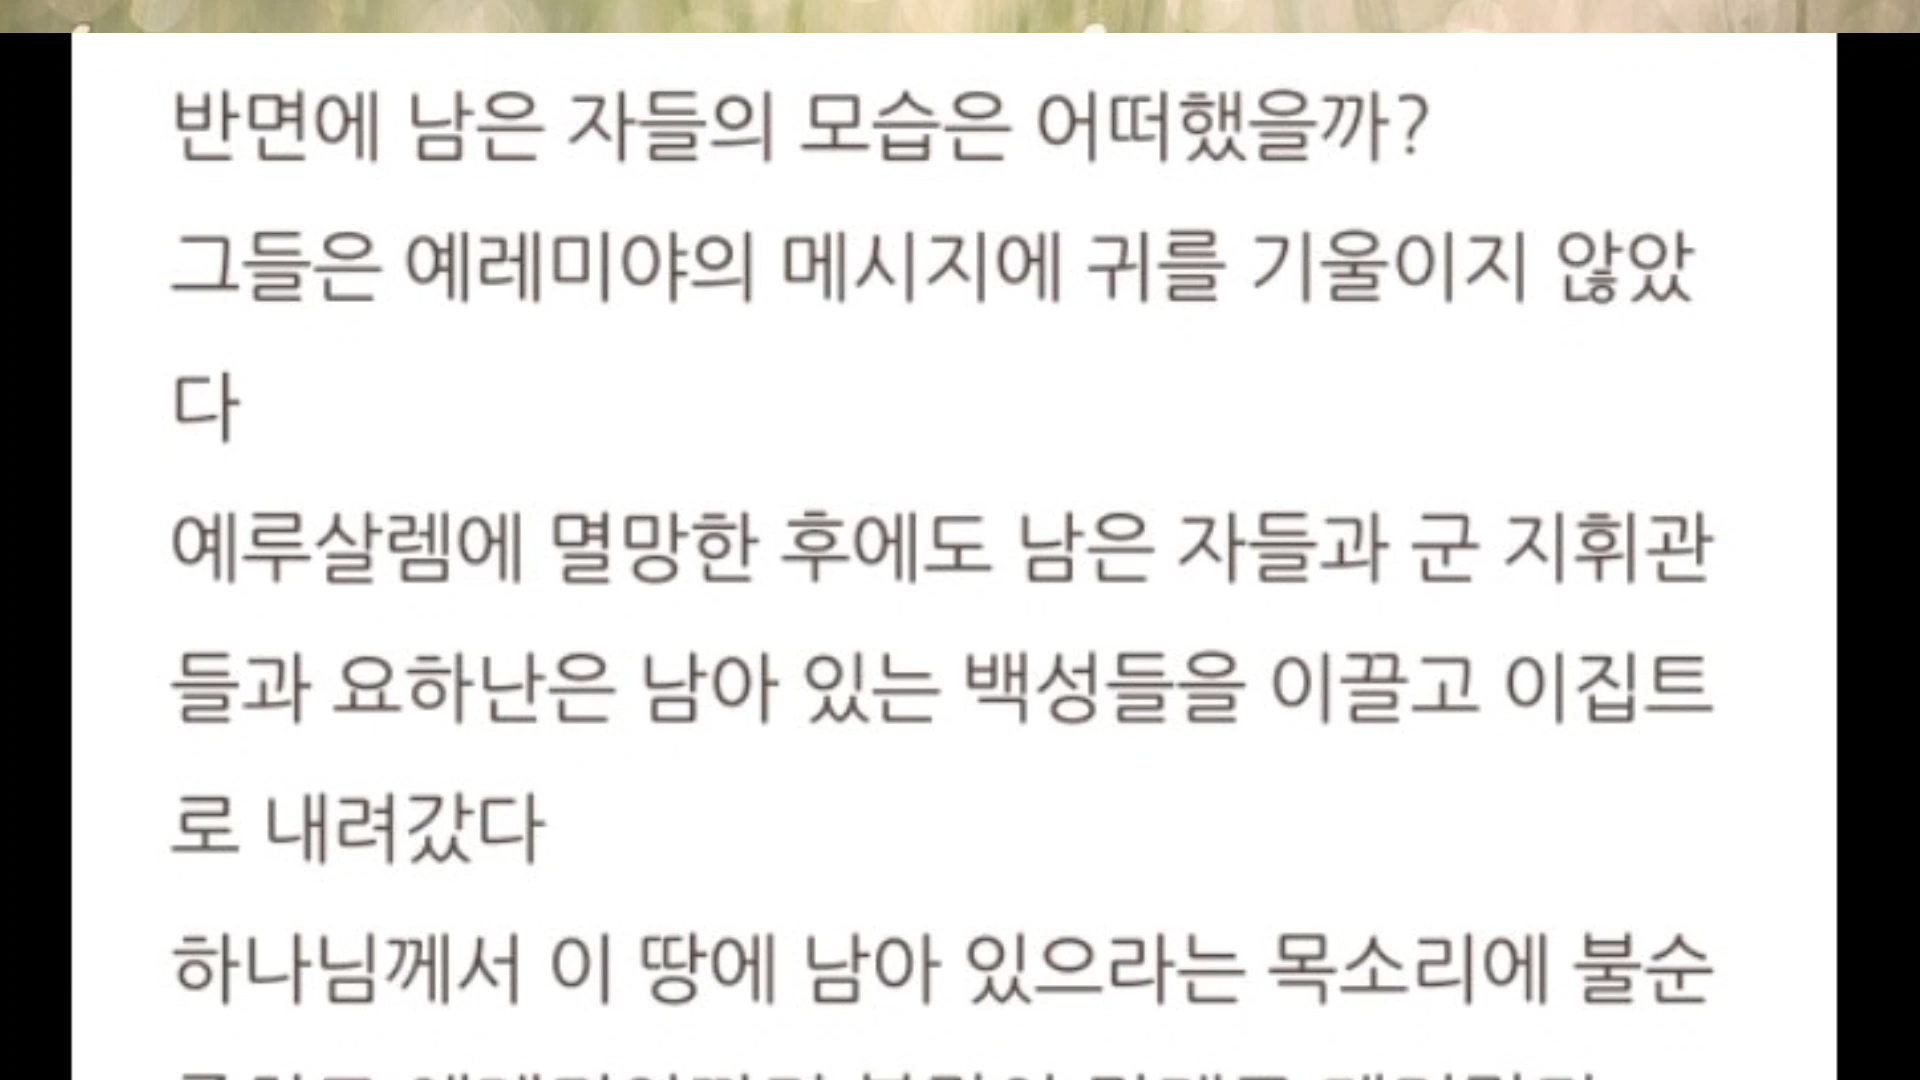 반면에 남은 자들의 모습은 어떠했을까?
그들은 예레미야의 메시지에 귀를 기울이지 않았
다
예루살렘에 멸망한 후에도 남은 자들과 군 지휘관
들과 요하난은 남아 있는 백성들을 이끌고 이집트
로 내려갔다
하나님께서 이 땅에 남아 있으라는 목소리에 불순